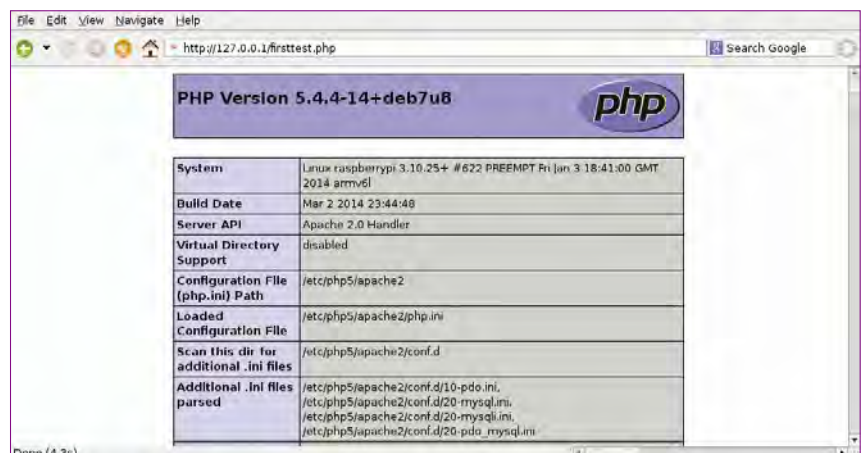 File Edit View Navigate Help
http://127.0.0.1/firsttest.php Search Google
PHP Version 5.4.4-14+deb7u8
php
System Linux raspberrypi 3.10.25+ #622 PREEMPT Fri Jan 3 18:41:00 GMT
2014 armv6l
Build Date Mar 2 2014 23:44:48
Server API Apache 2.0 Handler
Virtual Directory disabled
Support
Configuration File /etc/php5/apache2
(php.ini) Path
Loaded /etc/php5/apache2/php.ini
Configuration File
Scan this dir for /etc/php5/apache2/conf.d
additional .ini files
Additional .ini files /etc/php5/apache2/conf.d/10-pdo.ini,
parsed /etc/php5/apache2/conf.d/20-mysql.ini,
/etc/php5/apache2/conf.d/20-mysqli.ini,
/etc/php5/apache2/conf.d/20-pdo_mysql.ini
Done (4.3s)